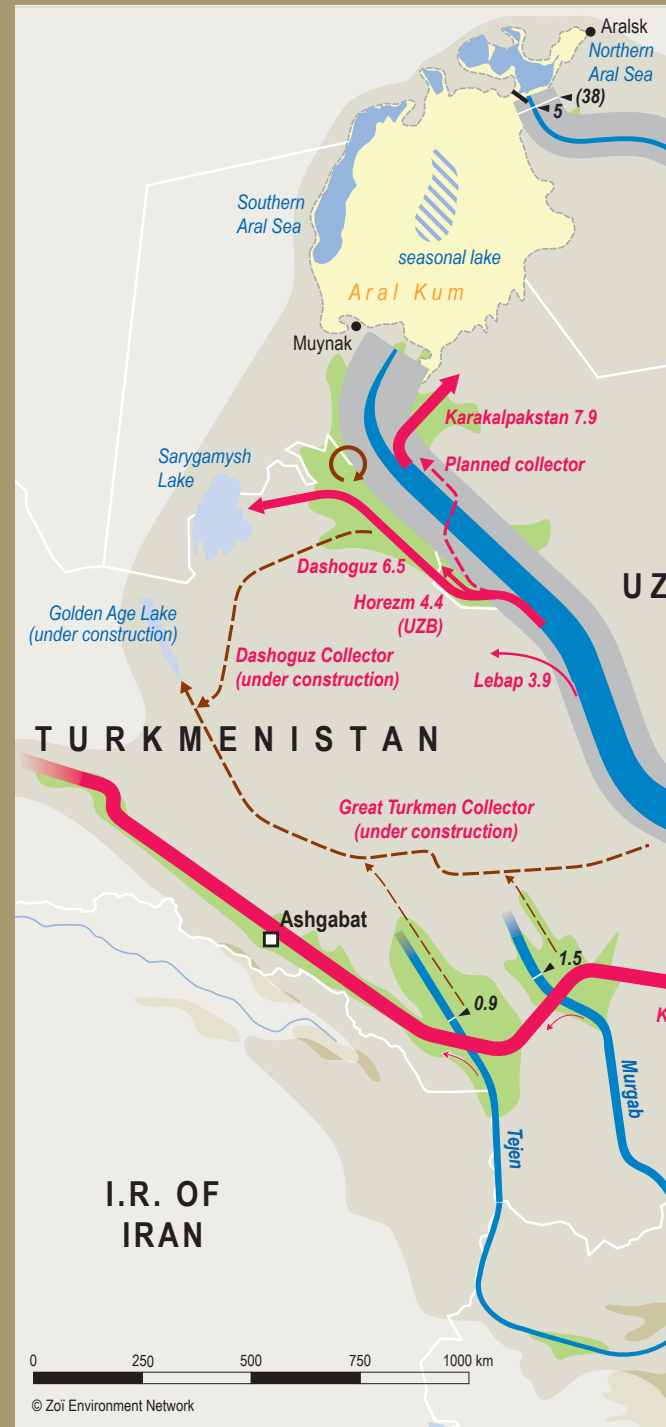 Aralsk
Northern
Aral Sea
(38)
5
Southern
Aral Sea
seasonal lake
Aral Kum
Muynak
Karakalpakstan 7.9
Planned collector
Sarygamysh
Lake
Dashoguz 6.5
UZ
Horezm 4.4
(UZB)
Golden Age Lake
(under construction)
Dashoguz Collector
(under construction)
Lebap 3.9
TURKMENISTAN
Great Turkmen Collector
(under construction)
Ashgabat
1.5
0.9
K
Murgab
Tejen
I.R. OF
IRAN
0 250 500 750 1000 km
© Zoï Environment Network